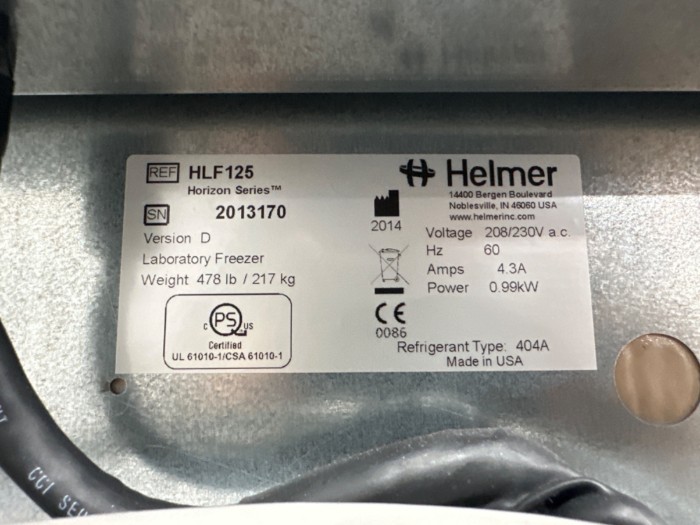 REF HLF125
Horizon Series™
SN 2013170
Version D
Laboratory Freezer
Weight 478 lb / 217 kg
c PS us
Certified
UL 61010-1/CSA 61010-1
Helmer
14400 Bergen Boulevard
Noblesville, IN 46060 USA
www.helmerinc.com
2014
Voltage 208/230V a.c.
Hz 60
Amps 4.3A
Power 0.99kW
CE
0086
Refrigerant Type: 404A
Made in USA
CCI